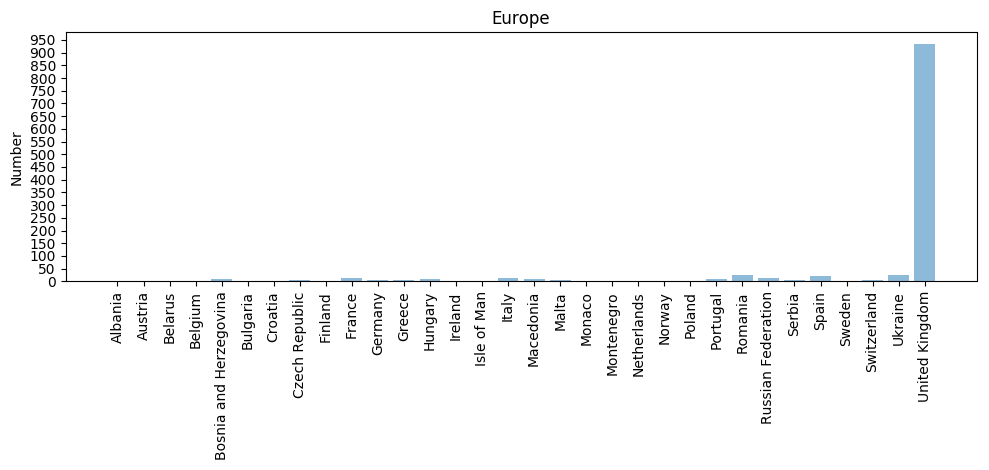 Europe
Number
950
900
850
800
750
700
650
600
550
500
450
400
350
300
250
200
150
100
50
0
Albania
Austria
Belarus
Belgium
Bosnia and Herzegovina
Bulgaria
Croatia
Czech Republic
Finland
France
Germany
Greece
Hungary
Ireland
Isle of Man
Italy
Macedonia
Malta
Monaco
Montenegro
Netherlands
Norway
Poland
Portugal
Romania
Russian Federation
Serbia
Spain
Sweden
Switzerland
Ukraine
United Kingdom